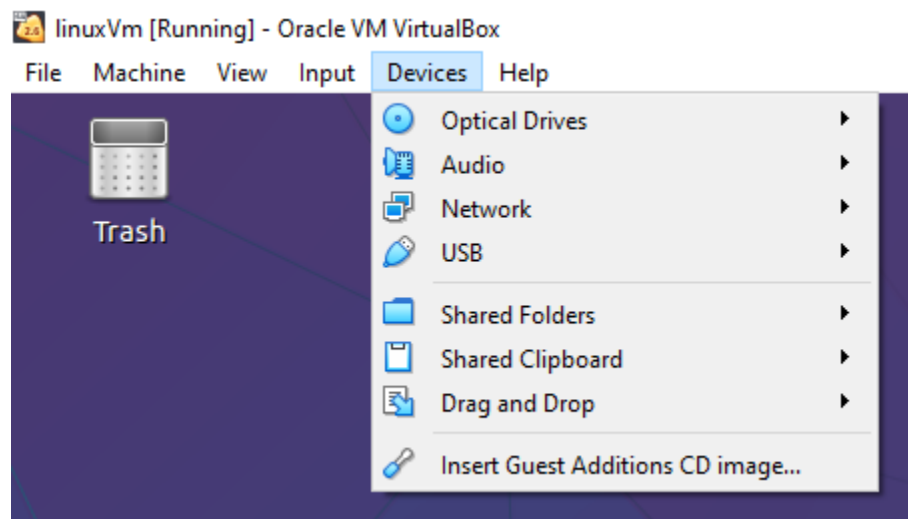 linuxVm [Running] - Oracle VM VirtualBox
File Machine View Input Devices Help
Optical Drives
Audio
Network
USB
Shared Folders
Shared Clipboard
Drag and Drop
Insert Guest Additions CD image...
Trash